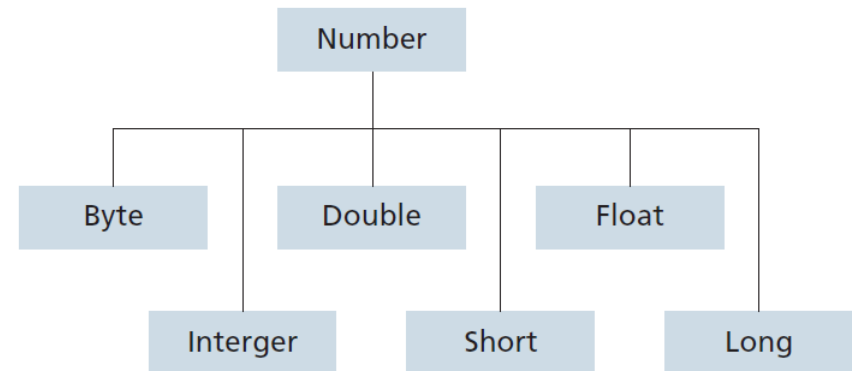 Number
Byte
Double
Float
Interger
Short
Long